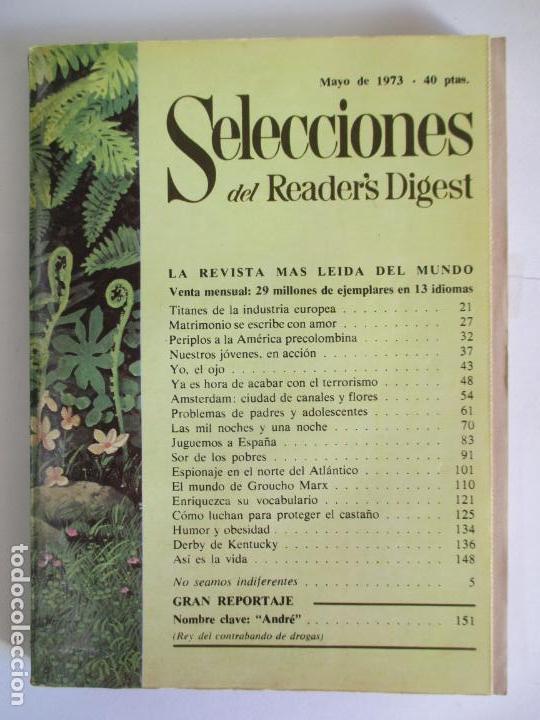 Mayo de 1973 · 40 ptas.
Selecciones
del Reader's Digest
LA REVISTA MAS LEIDA DEL MUNDO
Venta mensual: 29 millones de ejemplares en 13 idiomas
Titanes de la industria europea . . . . . . . . . . . . 21
Matrimonio se escribe con amor . . . . . . . . . . . 27
Periplos a la América precolombina . . . . . . . . . . 32
Nuestros jóvenes, en acción . . . . . . . . . . . . . 37
Yo, el ojo . . . . . . . . . . . . . . . . . . . . 43
Ya es hora de acabar con el terrorismo . . . . . . . . 48
Amsterdam: ciudad de canales y flores . . . . . . . . . 54
Problemas de padres y adolescentes . . . . . . . . . . 61
Las mil noches y una noche . . . . . . . . . . . . . 70
Juguemos a España . . . . . . . . . . . . . . . . 83
Sor de los pobres . . . . . . . . . . . . . . . . . 91
Espionaje en el norte del Atlántico . . . . . . . . . . 101
El mundo de Groucho Marx . . . . . . . . . . . . . 110
Enriquezca su vocabulario . . . . . . . . . . . . . 121
Cómo luchan para proteger el castaño . . . . . . . . . 125
Humor y obesidad . . . . . . . . . . . . . . . . . 134
Derby de Kentucky . . . . . . . . . . . . . . . . 136
Así es la vida . . . . . . . . . . . . . . . . . . 148
No seamos indiferentes . . . . . . . . . . . . . . . 5
GRAN REPORTAJE
Nombre clave: "André" . . . . . . . . . . . . . . 151
(Rey del contrabando de drogas)
todocoleccion.net